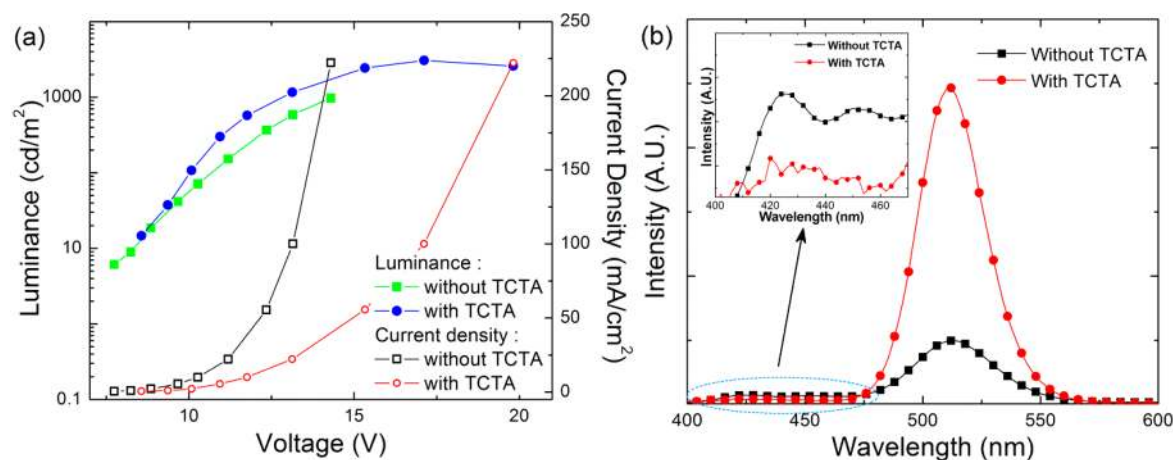 (a)
Luminance (cd/m²)
1000
10
0.1
10
15
20
Voltage (V)
250
200
150
100
50
0
Current Density (mA/cm²)
Luminance :
without TCTA
with TCTA
Current density :
without TCTA
with TCTA
(b)
Intensity (A.U.)
400
450
500
550
600
Wavelength (nm)
Without TCTA
With TCTA
Without TCTA
With TCTA
Intensity (A.U.)
400
420
440
460
Wavelength (nm)